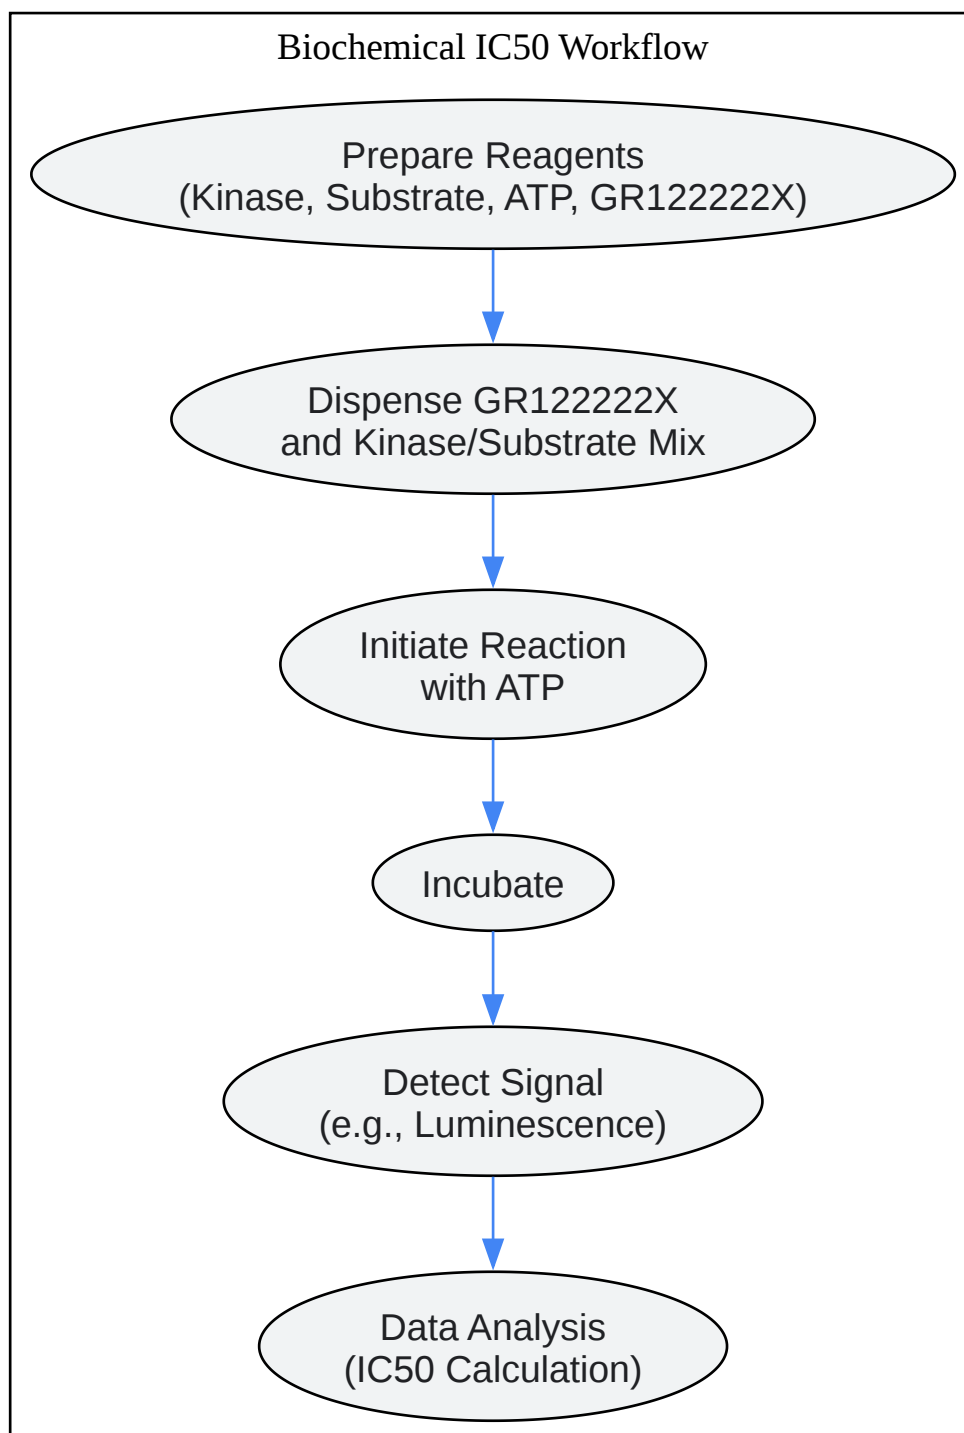 Biochemical IC50 Workflow
Prepare Reagents
(Kinase, Substrate, ATP, GR122222X)
Dispense GR122222X
and Kinase/Substrate Mix
Initiate Reaction
with ATP
Incubate
Detect Signal
(e.g., Luminescence)
Data Analysis
(IC50 Calculation)